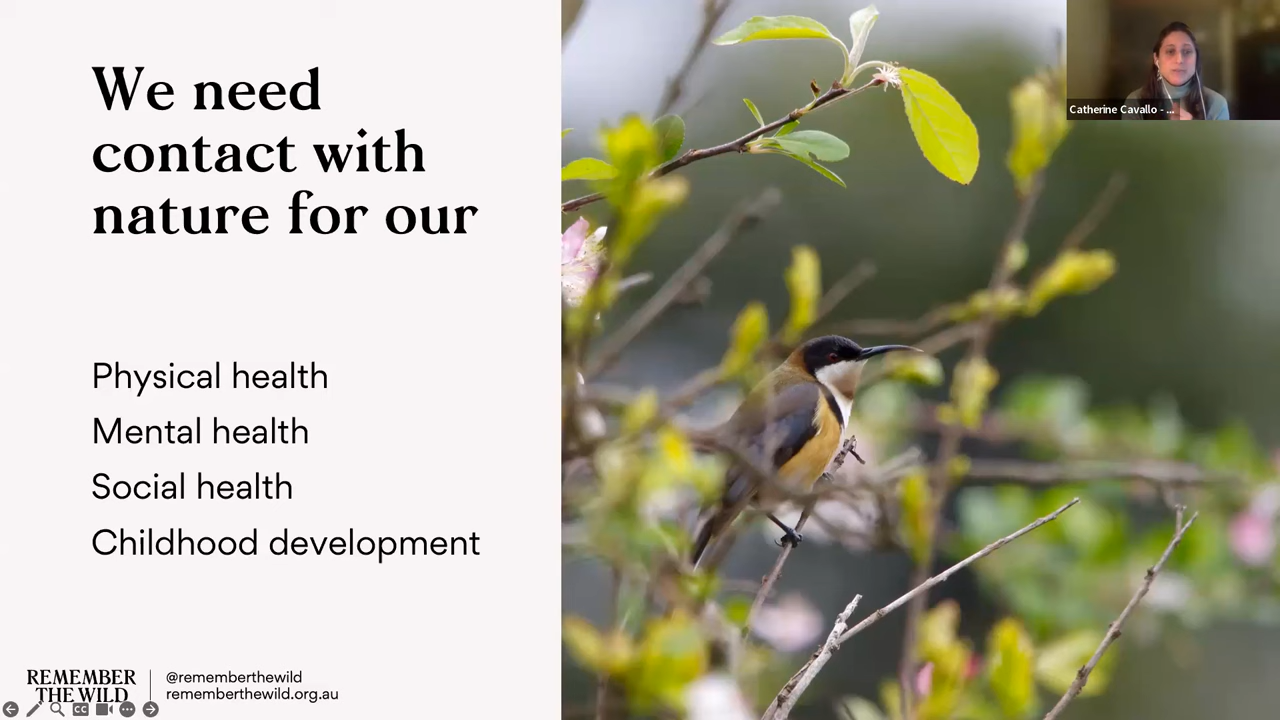 We need
contact with
nature for our
Physical health
Mental health
Social health
Childhood development
REMEMBER
THE WILD
@rememberthewild
rememberthewild.org.au
Catherine Cavallo - ...
CC